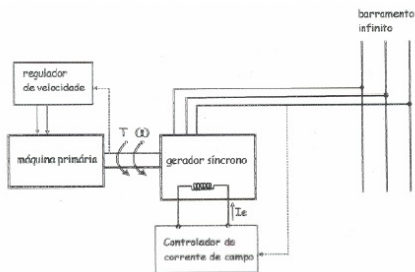 barramento
infinito
regulador
de velocidade
T ω
máquina primária
gerador síncrono
Ie
Controlador da
corrente de campo